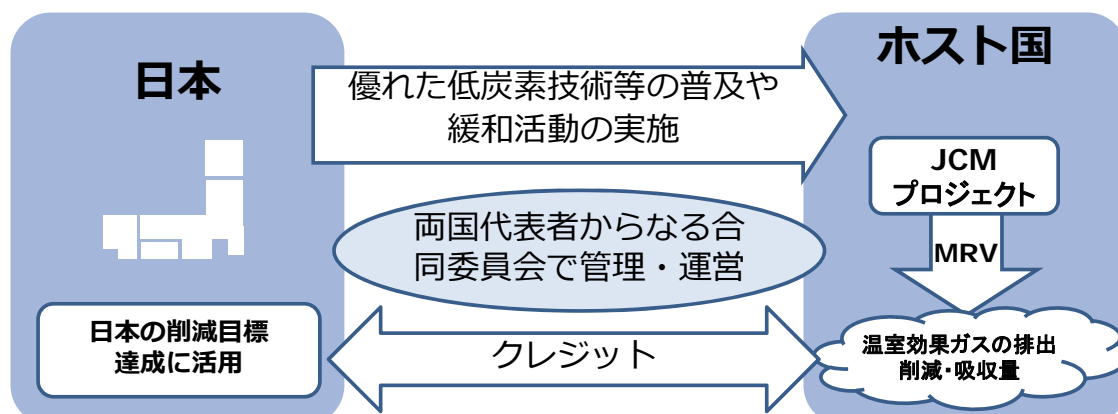 日本
ホスト国
優れた低炭素技術等の普及や
緩和活動の実施
JCM
プロジェクト
両国代表者からなる合
同委員会で管理・運営
MRV
日本の削減目標
達成に活用
クレジット
温室効果ガスの排出
削減・吸収量